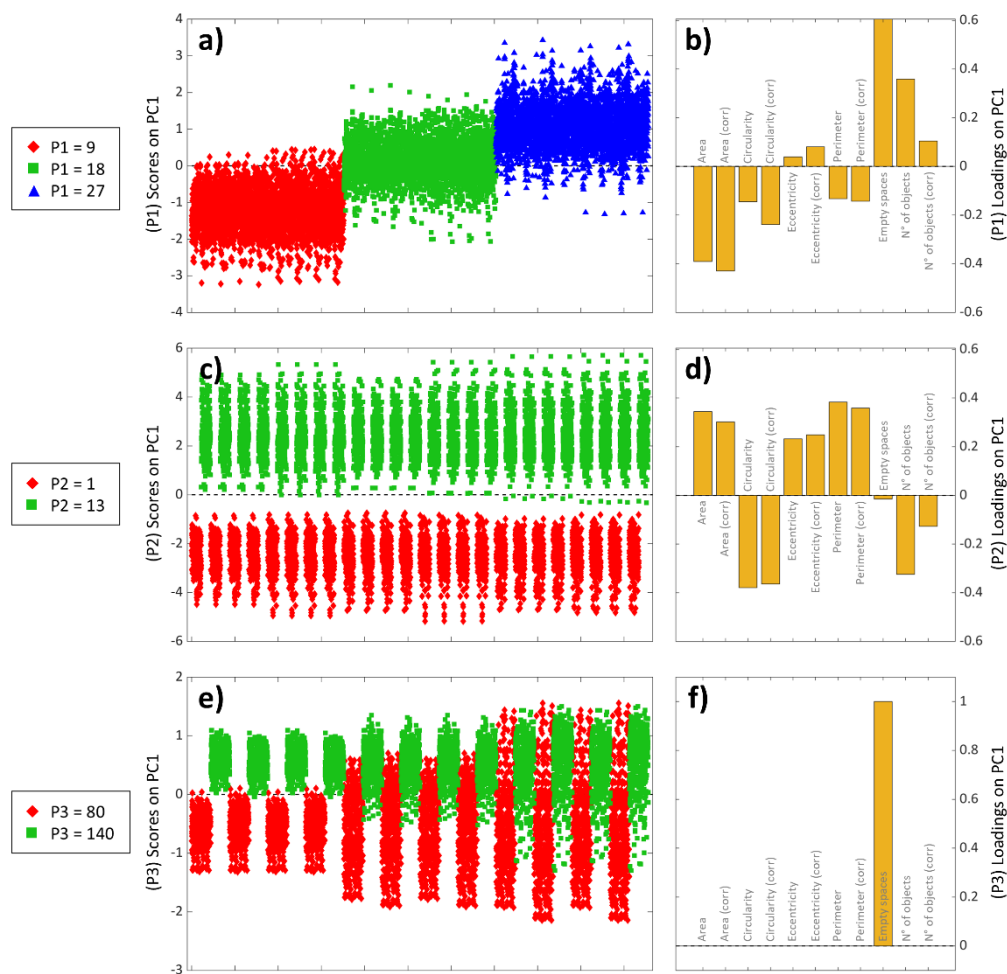 a)
(P1) Scores on PC1
4
3
2
1
0
-1
-2
-3
-4
P1 = 9
P1 = 18
P1 = 27
b)
Area
Area (corr)
Circularity
Circularity (corr)
Eccentricity
Eccentricity (corr)
Perimeter
Perimeter (corr)
Empty spaces
N° of objects
N° of objects (corr)
0.6
0.4
0.2
0
-0.2
-0.4
-0.6
(P1) Loadings on PC1
c)
(P2) Scores on PC1
6
4
2
0
-2
-4
-6
P2 = 1
P2 = 13
d)
Area
Area (corr)
Circularity
Circularity (corr)
Eccentricity
Eccentricity (corr)
Perimeter
Perimeter (corr)
Empty spaces
N° of objects
N° of objects (corr)
0.6
0.4
0.2
0
-0.2
-0.4
-0.6
(P2) Loadings on PC1
e)
(P3) Scores on PC1
2
1
0
-1
-2
-3
P3 = 80
P3 = 140
f)
Area
Area (corr)
Circularity
Circularity (corr)
Eccentricity
Eccentricity (corr)
Perimeter
Perimeter (corr)
Empty spaces
N° of objects
N° of objects (corr)
1
0.8
0.6
0.4
0.2
0
(P3) Loadings on PC1